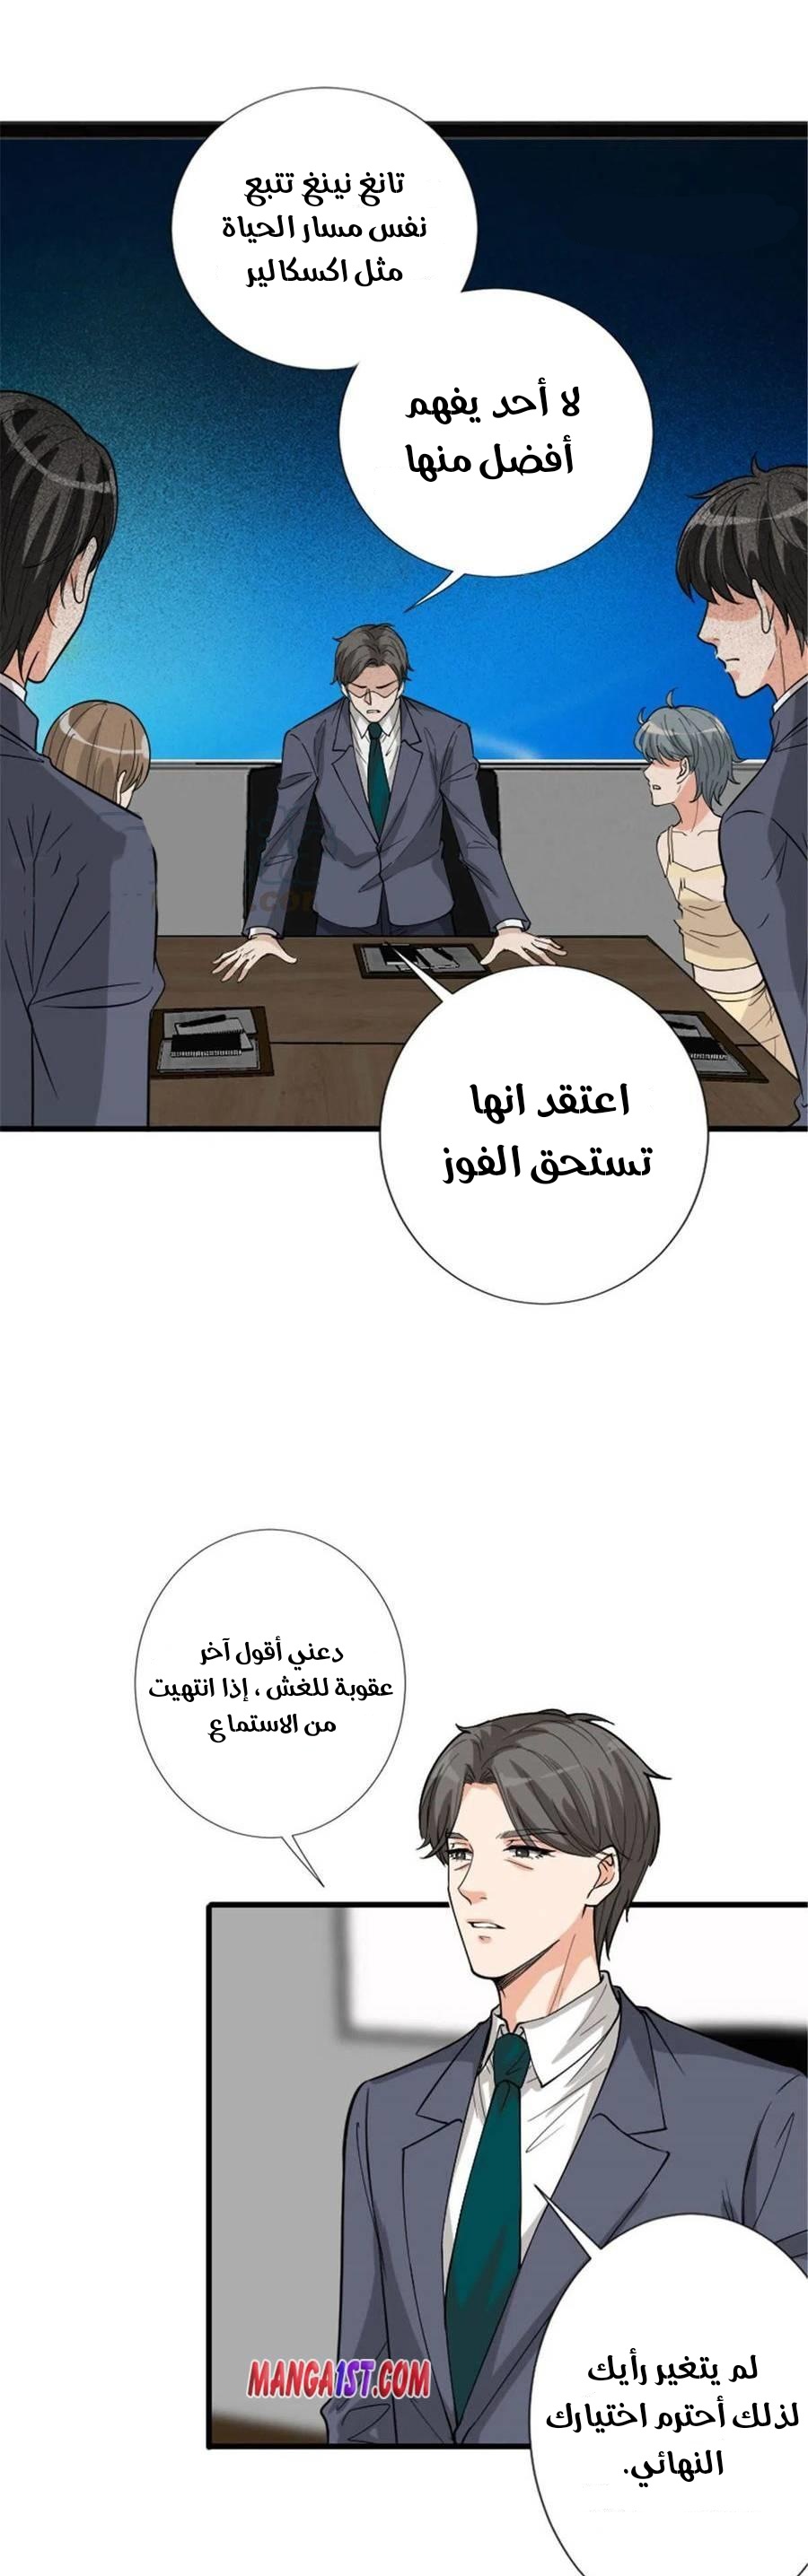 تانغ نينغ تتبع
نفس مسار الحياة
مثل اكسكالير
لا أحد يفهم
أفضل منها
اعتقد انها
تستحق الفوز
دعني أقول آخر
عقوبة للغش ، إذا انتهيت
من الاستماع
لم يتغير رأيك
لذلك أحترم اختيارك
النهائي.
MANGA1ST.COM